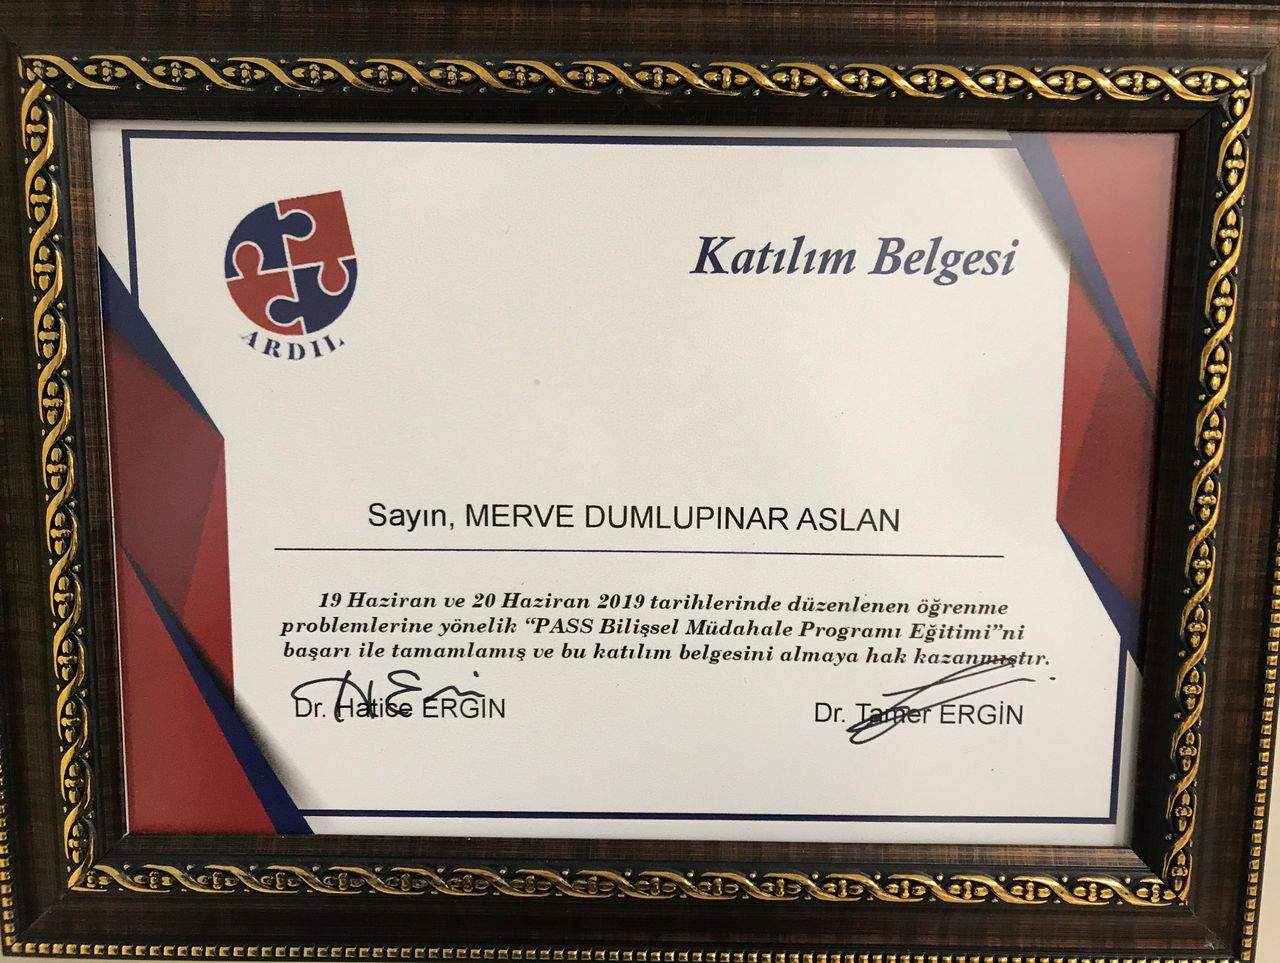 ARDIL
Katılım Belgesi
Sayın, MERVE DUMLUPINAR ASLAN
19 Haziran ve 20 Haziran 2019 tarihlerinde düzenlenen öğrenme
problemlerine yönelik “PASS Bilişsel Müdahale Programı Eğitimi”ni
başarı ile tamamlamış ve bu katılım belgesini almaya hak kazanmıştır.
Dr. Hatice ERGİN
Dr. Tamer ERGİN